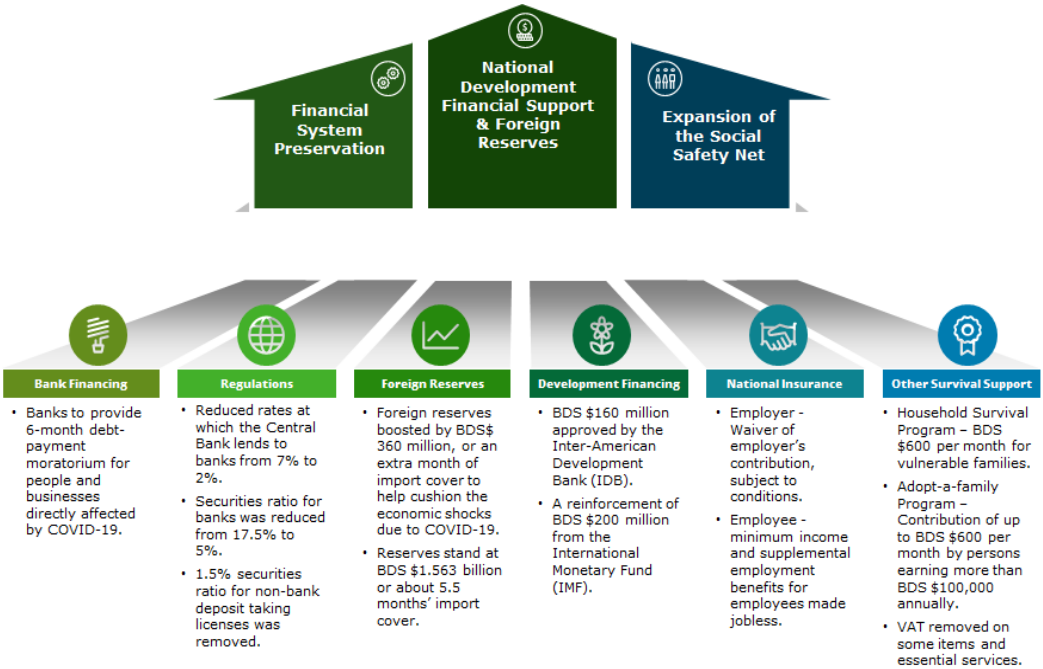 Financial
System
Preservation
National
Development
Financial Support
& Foreign
Reserves
Expansion of
the Social
Safety Net
Bank Financing
• Banks to provide
6-month debt-
payment
moratorium for
people and
businesses
directly affected
by COVID-19.
Regulations
• Reduced rates at
which the Central
Bank lends to
banks from 7% to
2%.
• Securities ratio for
banks was reduced
from 17.5% to
5%.
• 1.5% securities
ratio for non-bank
deposit taking
licenses was
removed.
Foreign Reserves
• Foreign reserves
boosted by BDS$
360 million, or an
extra month of
import cover to
help cushion the
economic shocks
due to COVID-19.
• Reserves stand at
BDS $1.563 billion
or about 5.5
months' import
cover.
Development Financing
• BDS $160 million
approved by the
Inter-American
Development
Bank (IDB).
• A reinforcement of
BDS $200 million
from the
International
Monetary Fund
(IMF).
National Insurance
• Employer -
Waiver of
employer's
contribution,
subject to
conditions.
• Employee -
minimum income
and supplemental
employment
benefits for
employees made
jobless.
Other Survival Support
• Household Survival
Program – BDS
$600 per month for
vulnerable families.
• Adopt-a-family
Program –
Contribution of up
to BDS $600 per
month by persons
earning more than
BDS $100,000
annually.
• VAT removed on
some items and
essential services.